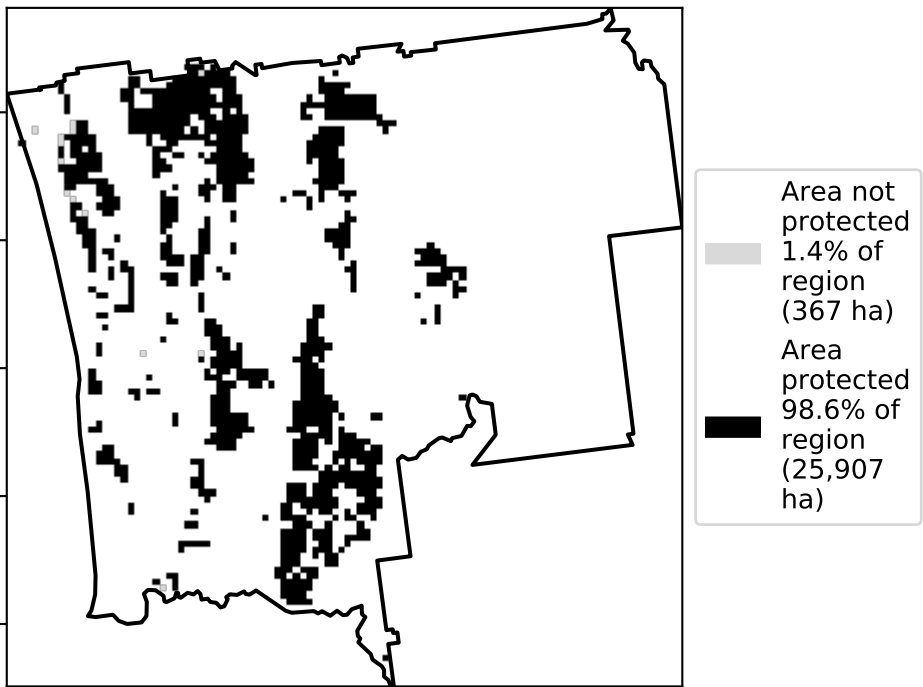 Area not
protected
1.4% of
region
(367 ha)
Area
protected
98.6% of
region
(25,907
ha)